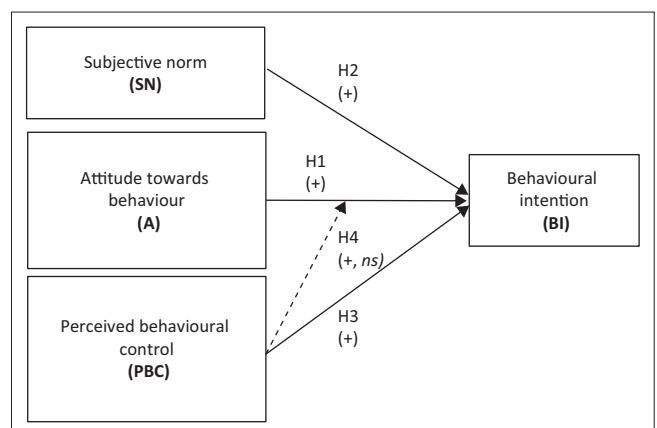 Subjective norm
(SN)
H2
(+)
Attitude towards
behaviour
(A)
H1
(+)
Behavioural
intention
(BI)
H4
(+, ns)
Perceived behavioural
control
(PBC)
H3
(+)